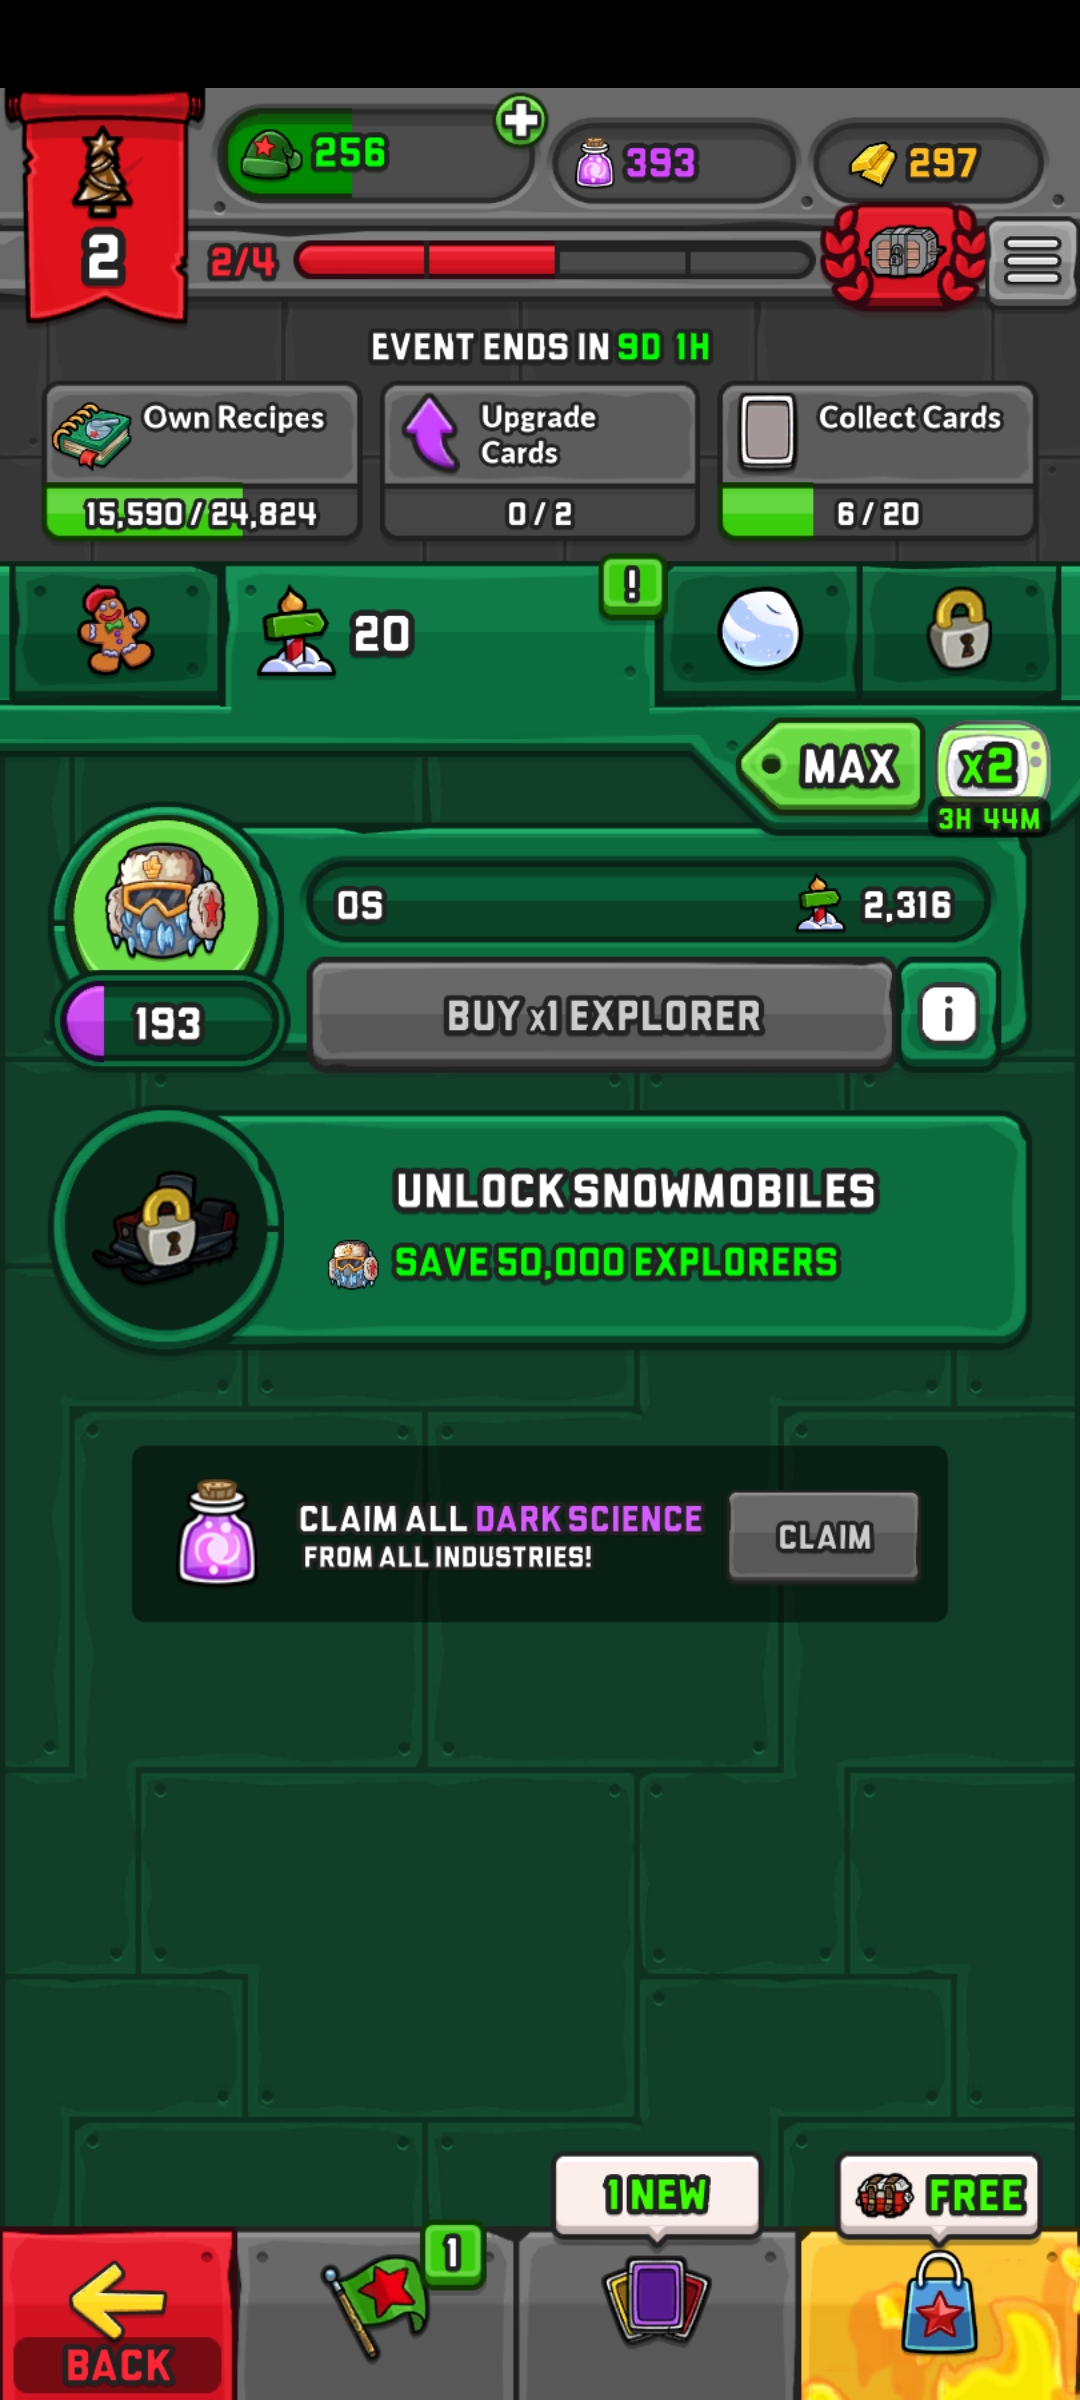 256
393
297
2
2/4
EVENT ENDS IN 9D 1H
Own Recipes
15,590/24,824
Upgrade
Cards
0/2
Collect Cards
6/20
20
!
MAX
x2
3H 44M
0S
2,316
193
BUY x1 EXPLORER
i
UNLOCK SNOWMOBILES
SAVE 50,000 EXPLORERS
CLAIM ALL DARK SCIENCE
FROM ALL INDUSTRIES!
CLAIM
1 NEW
FREE
1
BACK